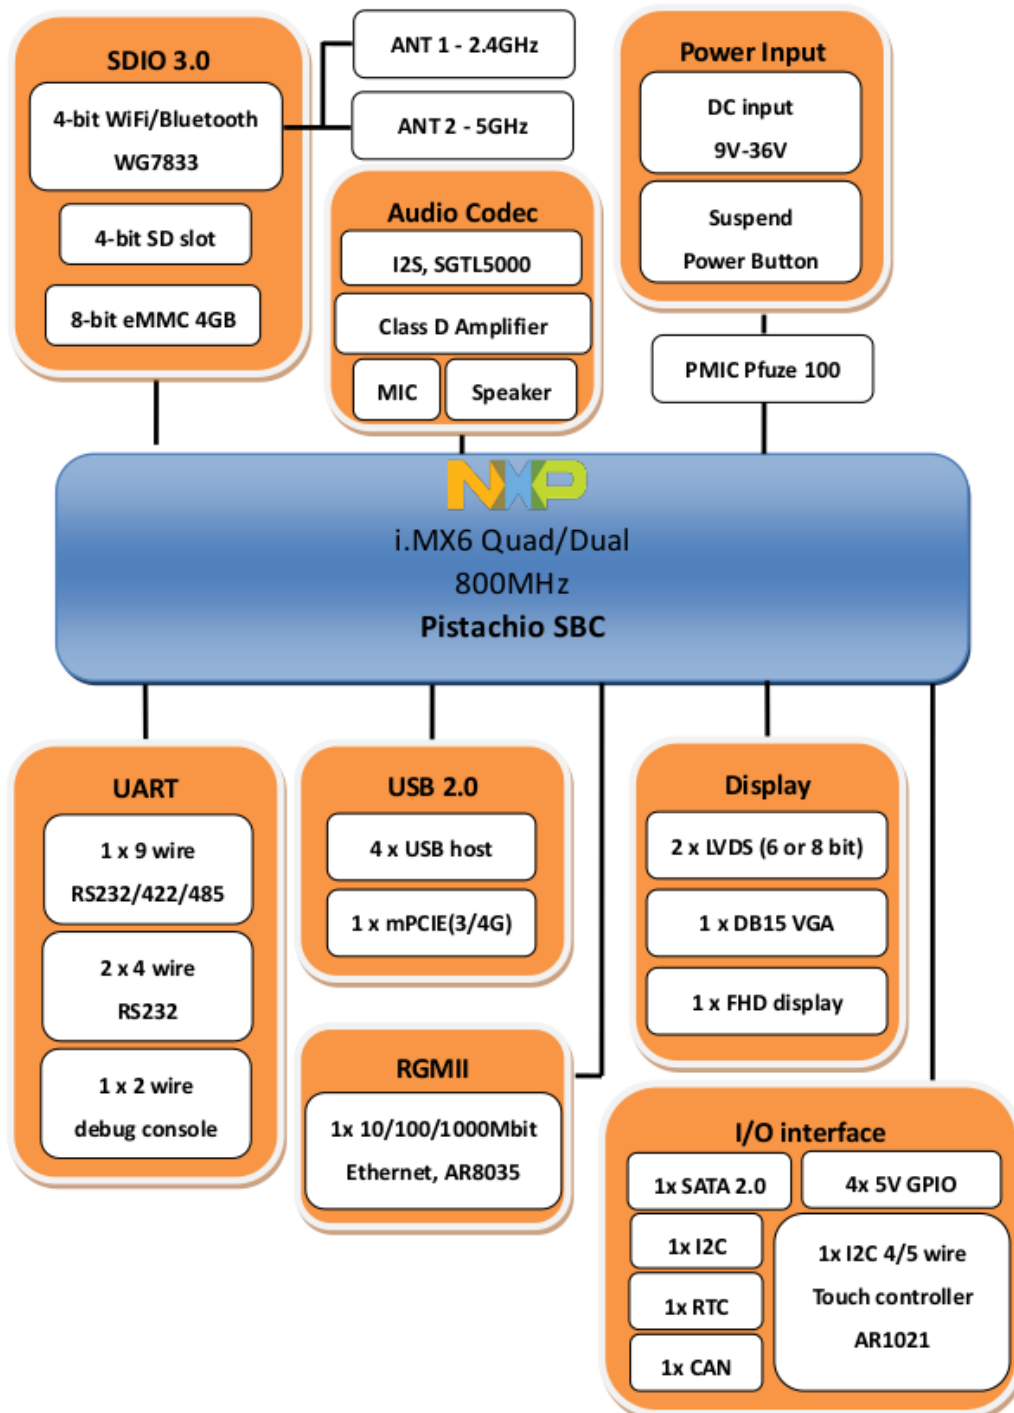 SDIO 3.0
4-bit WiFi/Bluetooth
WG7833
4-bit SD slot
8-bit eMMC 4GB
ANT 1 - 2.4GHz
ANT 2 - 5GHz
Audio Codec
I2S, SGTL5000
Class D Amplifier
MIC
Speaker
Power Input
DC input
9V-36V
Suspend
Power Button
PMIC Pfuze 100
NXP
i.MX6 Quad/Dual
800MHz
Pistachio SBC
UART
1 x 9 wire
RS232/422/485
2 x 4 wire
RS232
1 x 2 wire
debug console
USB 2.0
4 x USB host
1 x mPCIE(3/4G)
RGMII
1x 10/100/1000Mbit
Ethernet, AR8035
Display
2 x LVDS (6 or 8 bit)
1 x DB15 VGA
1 x FHD display
I/O interface
1x SATA 2.0
4x 5V GPIO
1x I2C
1x RTC
1x CAN
1x I2C 4/5 wire
Touch controller
AR1021